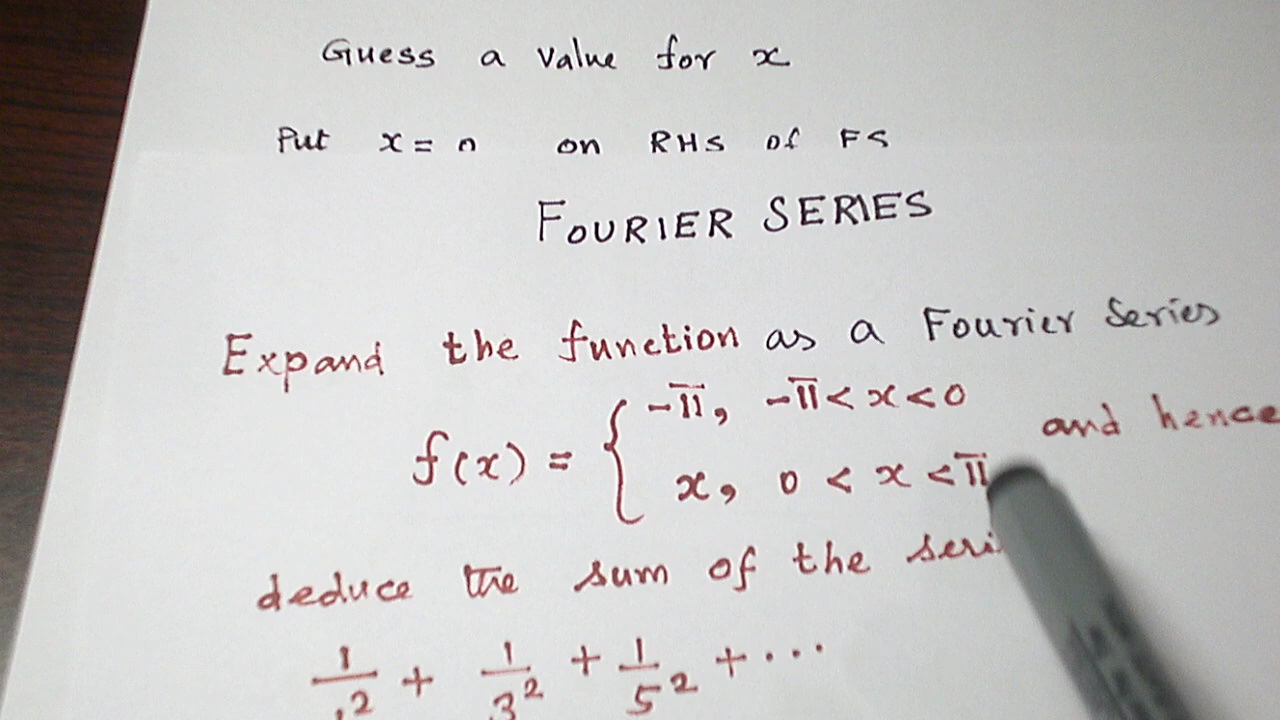 Guess a value for x
Put x = n on RHS of FS
FOURIER SERIES
Expand the function as a Fourier Series
f(x) = { -π, -π < x < 0
x, 0 < x < π
and hence
deduce the sum of the
1/1² + 1/3² + 1/5² + ...